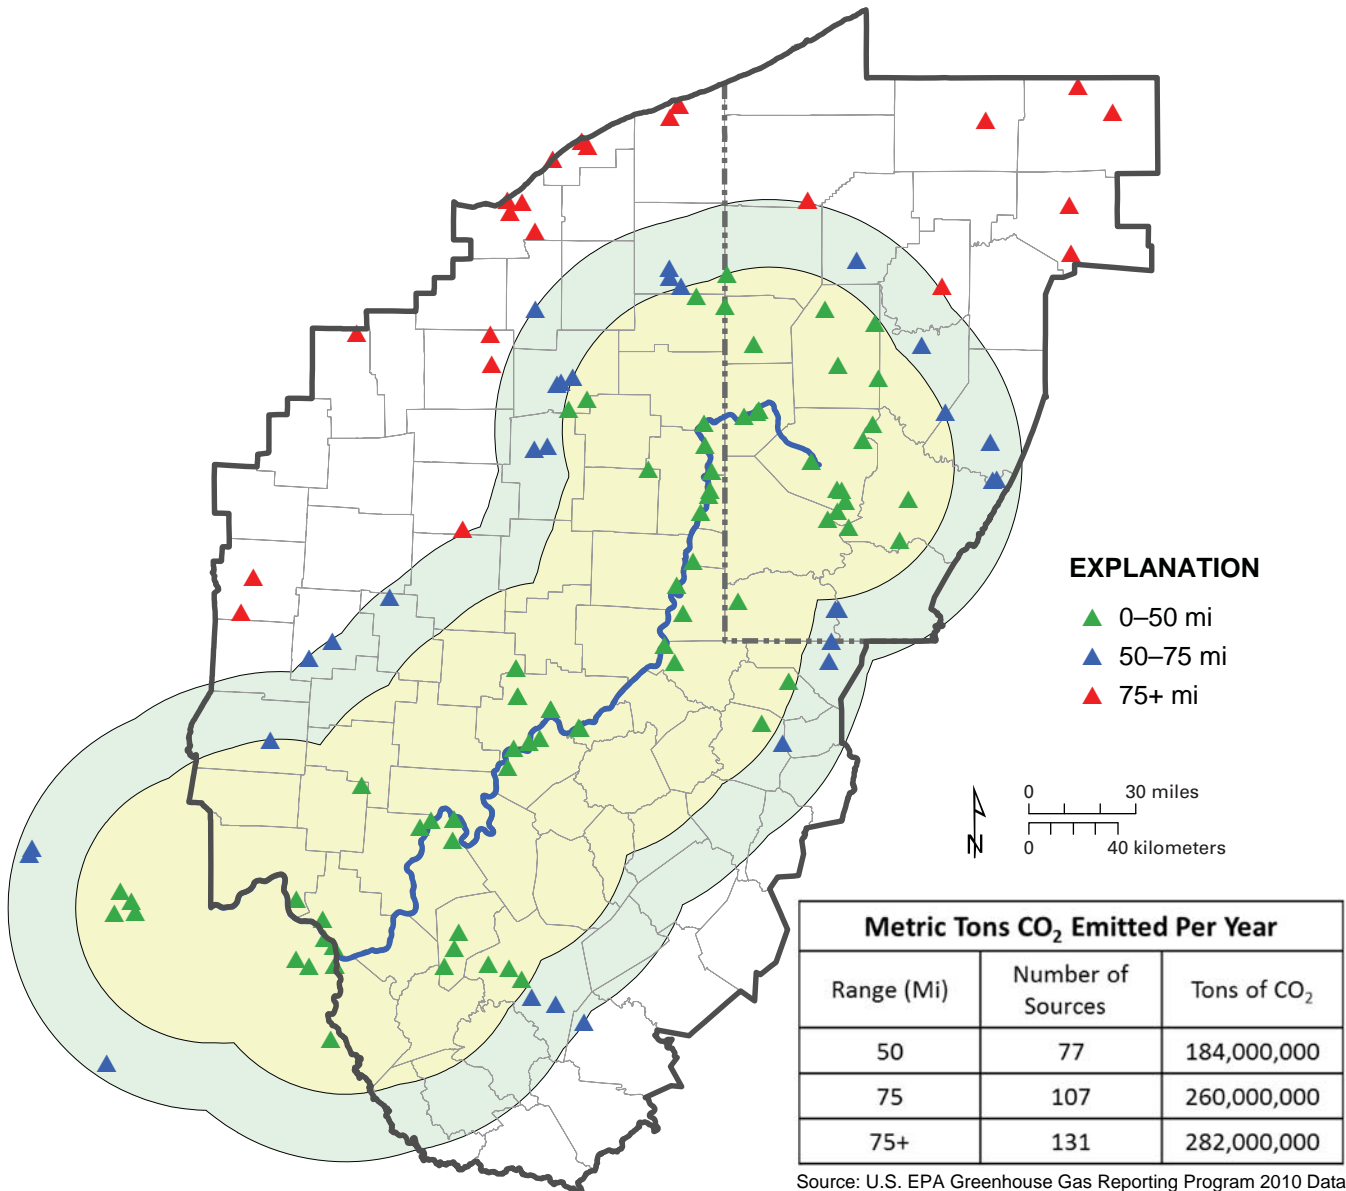 EXPLANATION
0–50 mi
50–75 mi
75+ mi
0 30 miles
N
0 40 kilometers
Metric Tons CO₂ Emitted Per Year
Range (Mi) Number of Sources Tons of CO₂
50 77 184,000,000
75 107 260,000,000
75+ 131 282,000,000
Source: U.S. EPA Greenhouse Gas Reporting Program 2010 Data